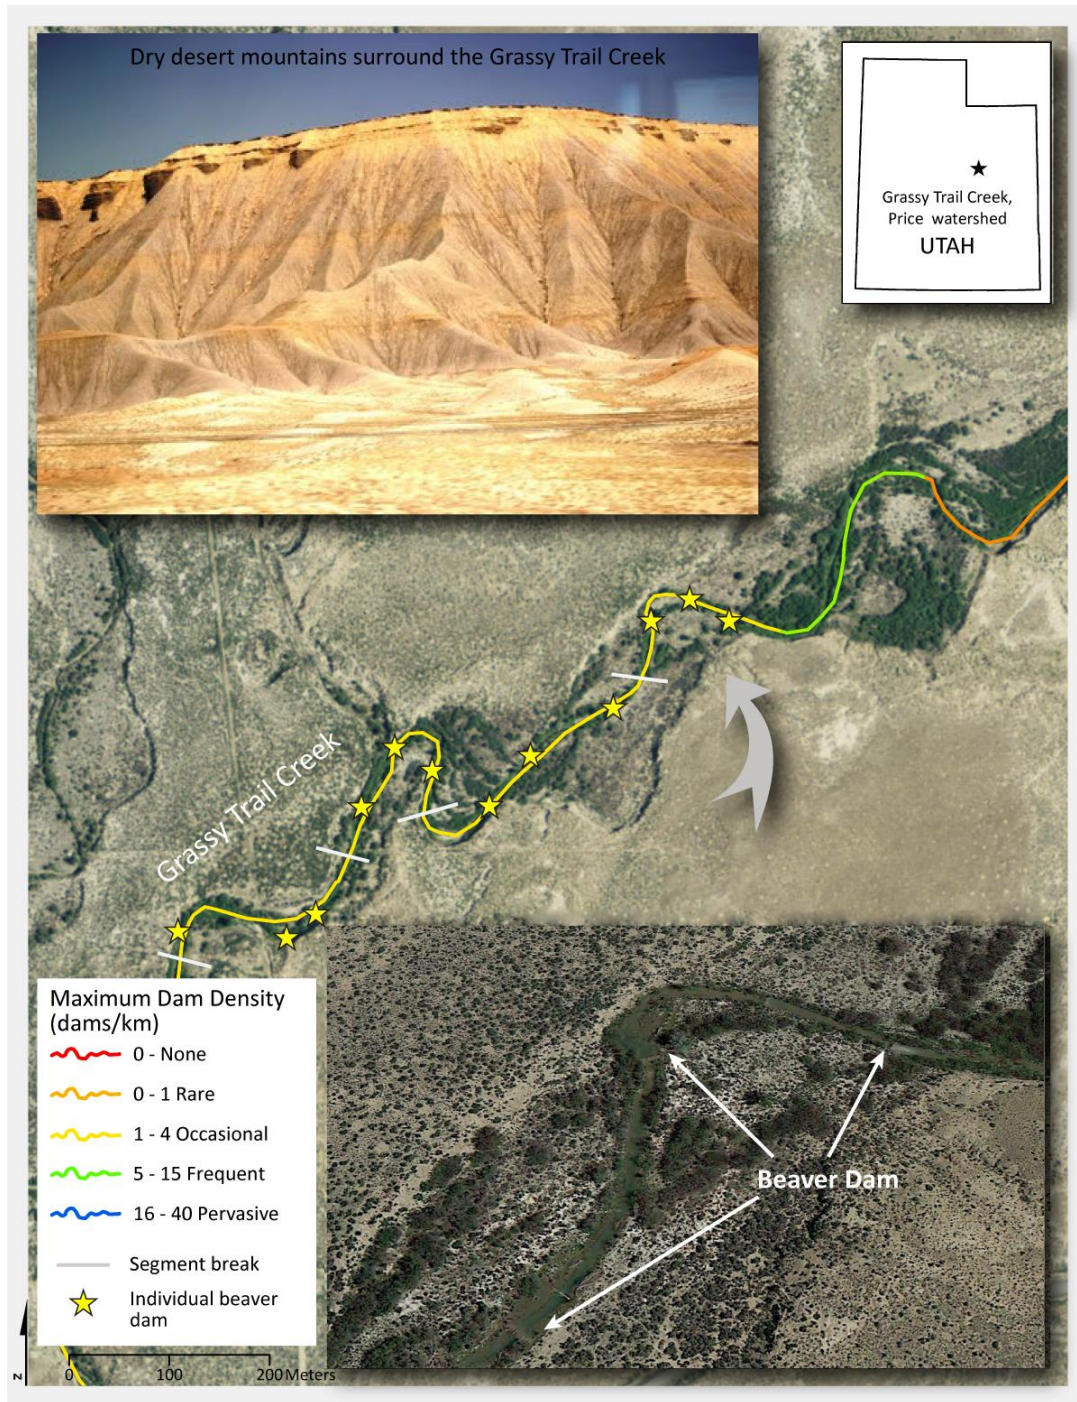 Dry desert mountains surround the Grassy Trail Creek
Grassy Trail Creek,
Price watershed
UTAH
Grassy Trail Creek
Maximum Dam Density
(dams/km)
0 - None
0 - 1 Rare
1 - 4 Occasional
5 - 15 Frequent
16 - 40 Pervasive
Segment break
Individual beaver
dam
Beaver Dam
N
0 100 200 Meters